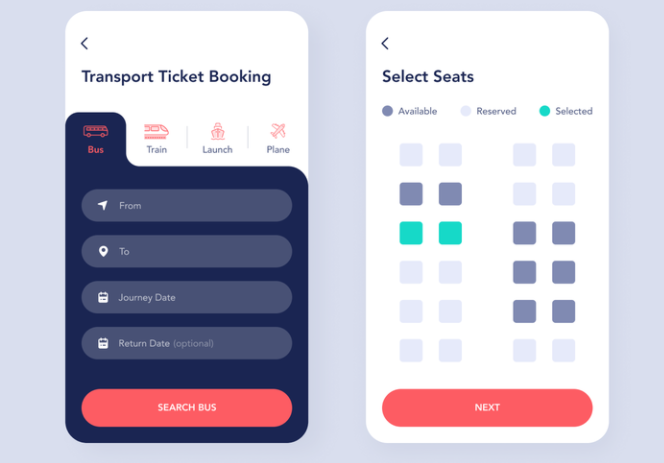 Transport Ticket Booking
Bus
Train
Launch
Plane
From
To
Journey Date
Return Date (optional)
SEARCH BUS
Select Seats
Available
Reserved
Selected
NEXT